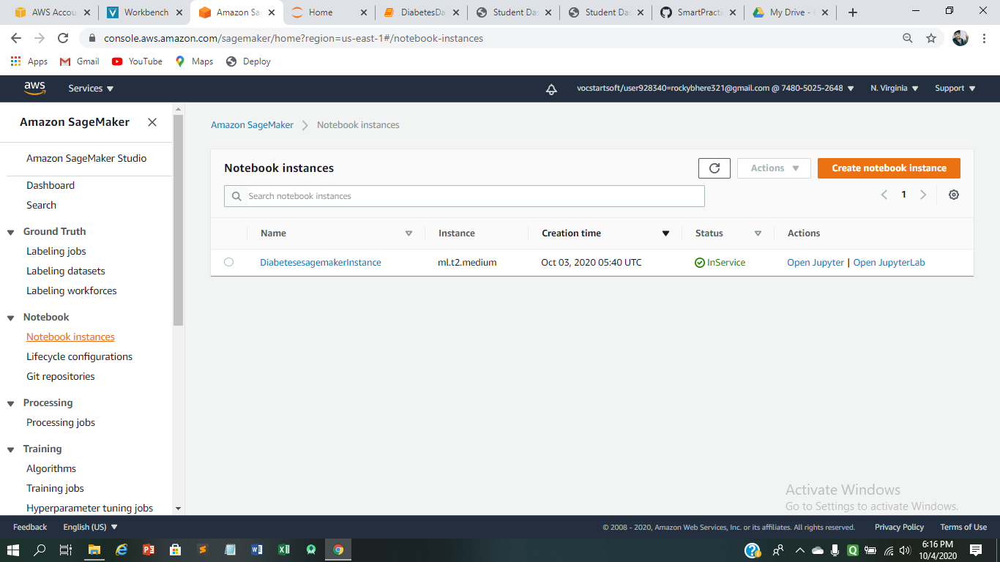 AWS Accou
Workbench
Amazon Sa
Home
DiabetesDa
Student Das
Student Das
SmartPracti
My Drive - G
console.aws.amazon.com/sagemaker/home?region=us-east-1#/notebook-instances
Apps
Gmail
YouTube
Maps
Deploy
aws
Services
vocstartsoft/user928340=rockybhere321@gmail.com @ 7480-5025-2648
N. Virginia
Support
Amazon SageMaker
Amazon SageMaker Studio
Dashboard
Search
Ground Truth
Labeling jobs
Labeling datasets
Labeling workforces
Notebook
Notebook instances
Lifecycle configurations
Git repositories
Processing
Processing jobs
Training
Algorithms
Training jobs
Hyperparameter tuning jobs
Amazon SageMaker
Notebook instances
Notebook instances
Actions
Create notebook instance
Search notebook instances
1
Name Instance Creation time Status Actions
DiabetesesagemakerInstance ml.t2.medium Oct 03, 2020 05:40 UTC InService Open Jupyter | Open JupyterLab
Activate Windows
Go to Settings to activate Windows.
Feedback
English (US)
© 2008 - 2020, Amazon Web Services, Inc. or its affiliates. All rights reserved.
Privacy Policy
Terms of Use
6:16 PM
10/4/2020